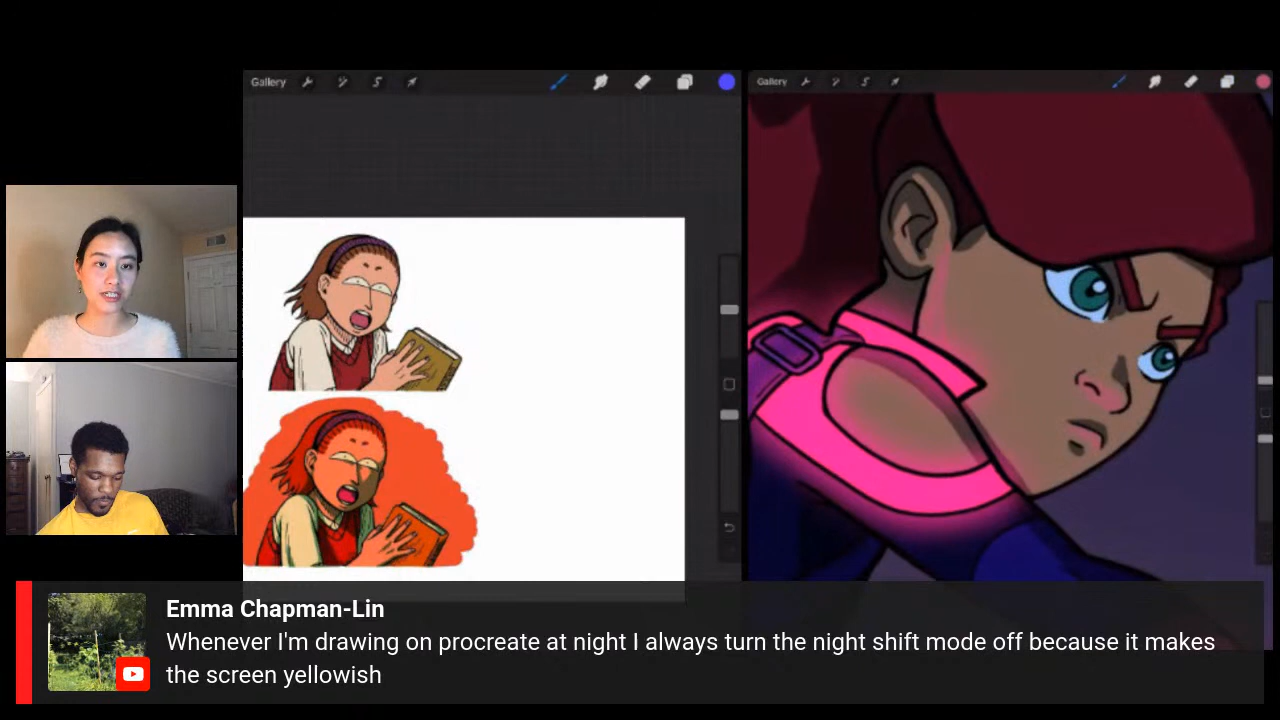 Gallery
Gallery
Emma Chapman-Lin
Whenever I'm drawing on procreate at night I always turn the night shift mode off because it makes
the screen yellowish